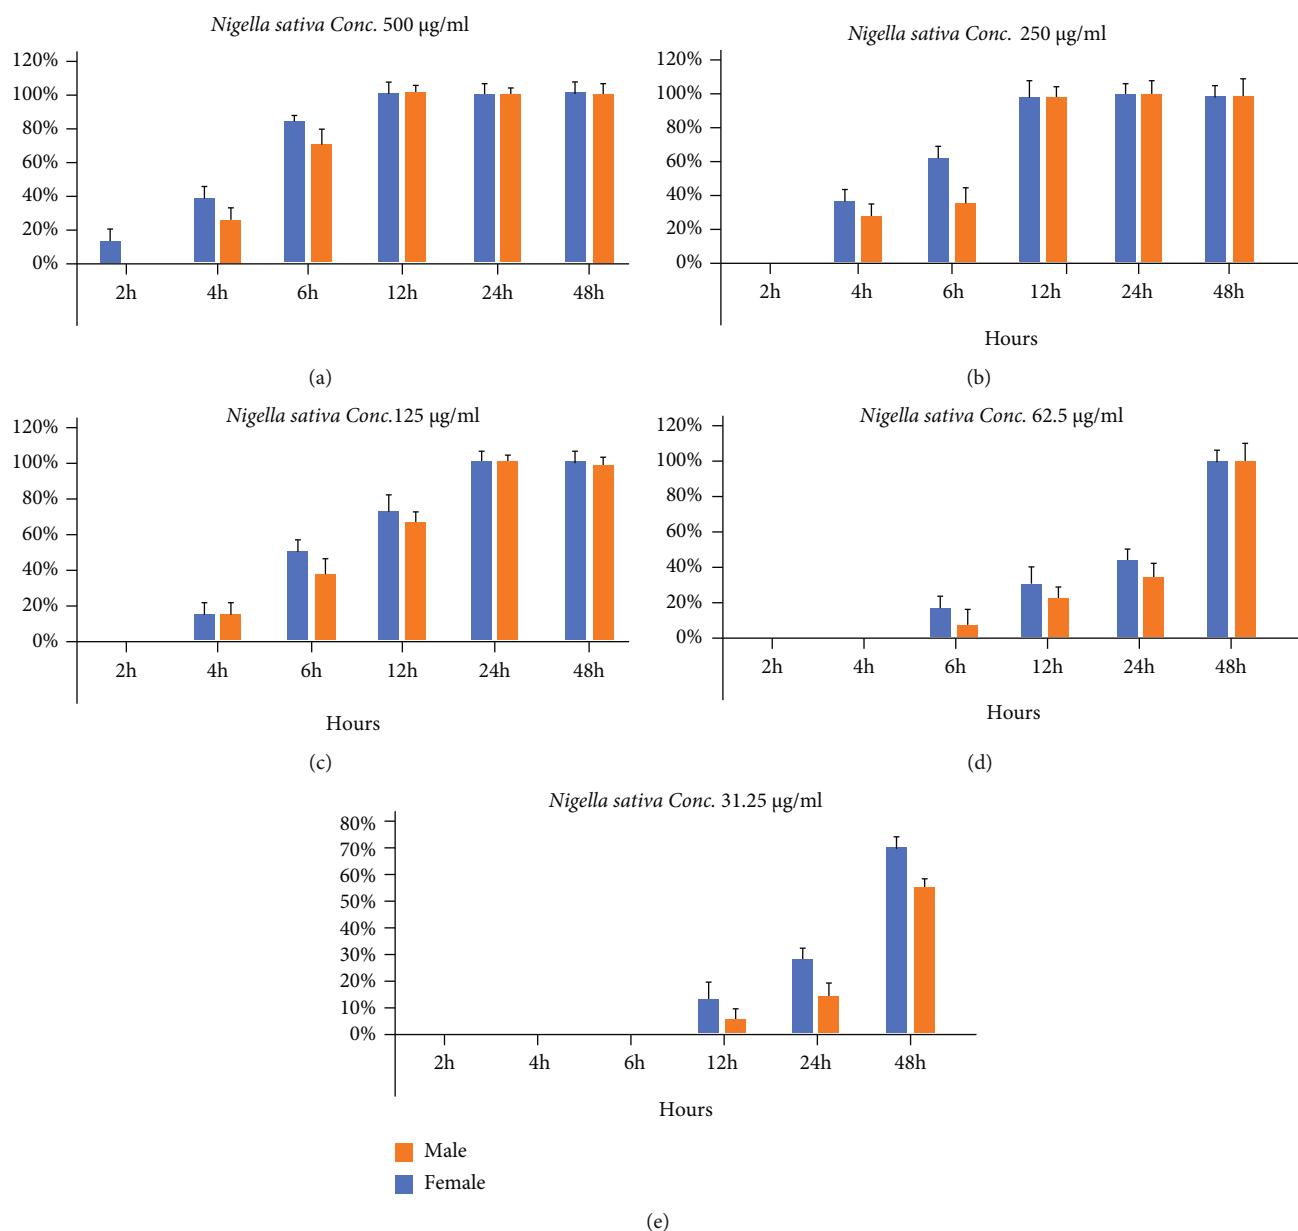 Nigella sativa Conc. 500 µg/ml
120%
100%
80%
60%
40%
20%
0%
2h 4h 6h 12h 24h 48h
(a)
Nigella sativa Conc. 250 µg/ml
120%
100%
80%
60%
40%
20%
0%
2h 4h 6h 12h 24h 48h
Hours
(b)
Nigella sativa Conc.125 µg/ml
120%
100%
80%
60%
40%
20%
0%
2h 4h 6h 12h 24h 48h
Hours
(c)
Nigella sativa Conc. 62.5 µg/ml
120%
100%
80%
60%
40%
20%
0%
2h 4h 6h 12h 24h 48h
Hours
(d)
Nigella sativa Conc. 31.25 µg/ml
80%
70%
60%
50%
40%
30%
20%
10%
0%
2h 4h 6h 12h 24h 48h
Hours
Male
Female
(e)